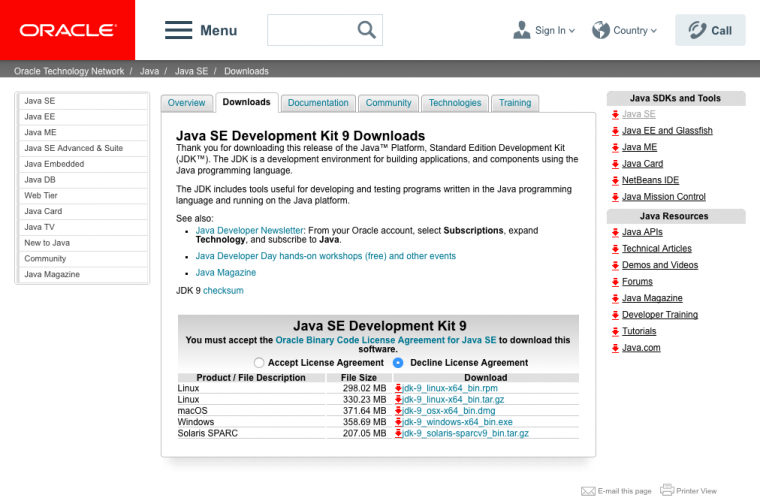 ORACLE
Menu
Sign In
Country
Call
Oracle Technology Network / Java / Java SE / Downloads
Java SE
Java EE
Java ME
Java SE Advanced & Suite
Java Embedded
Java DB
Web Tier
Java Card
Java TV
New to Java
Community
Java Magazine
Overview Downloads Documentation Community Technologies Training
Java SE Development Kit 9 Downloads
Thank you for downloading this release of the Java™ Platform, Standard Edition Development Kit
(JDK™). The JDK is a development environment for building applications, and components using the
Java programming language.
The JDK includes tools useful for developing and testing programs written in the Java programming
language and running on the Java platform.
See also:
Java Developer Newsletter: From your Oracle account, select Subscriptions, expand
Technology, and subscribe to Java.
Java Developer Day hands-on workshops (free) and other events
Java Magazine
JDK 9 checksum
Java SE Development Kit 9
You must accept the Oracle Binary Code License Agreement for Java SE to download this
software.
Accept License Agreement Decline License Agreement
Product / File Description File Size Download
Linux 298.02 MB jdk-9_linux-x64_bin.rpm
Linux 330.23 MB jdk-9_linux-x64_bin.tar.gz
macOS 371.64 MB jdk-9_osx-x64_bin.dmg
Windows 358.69 MB jdk-9_windows-x64_bin.exe
Solaris SPARC 207.05 MB jdk-9_solaris-sparcv9_bin.tar.gz
Java SDKs and Tools
Java SE
Java EE and Glassfish
Java ME
Java Card
NetBeans IDE
Java Mission Control
Java Resources
Java APIs
Technical Articles
Demos and Videos
Forums
Java Magazine
Developer Training
Tutorials
Java.com
E-mail this page Printer View